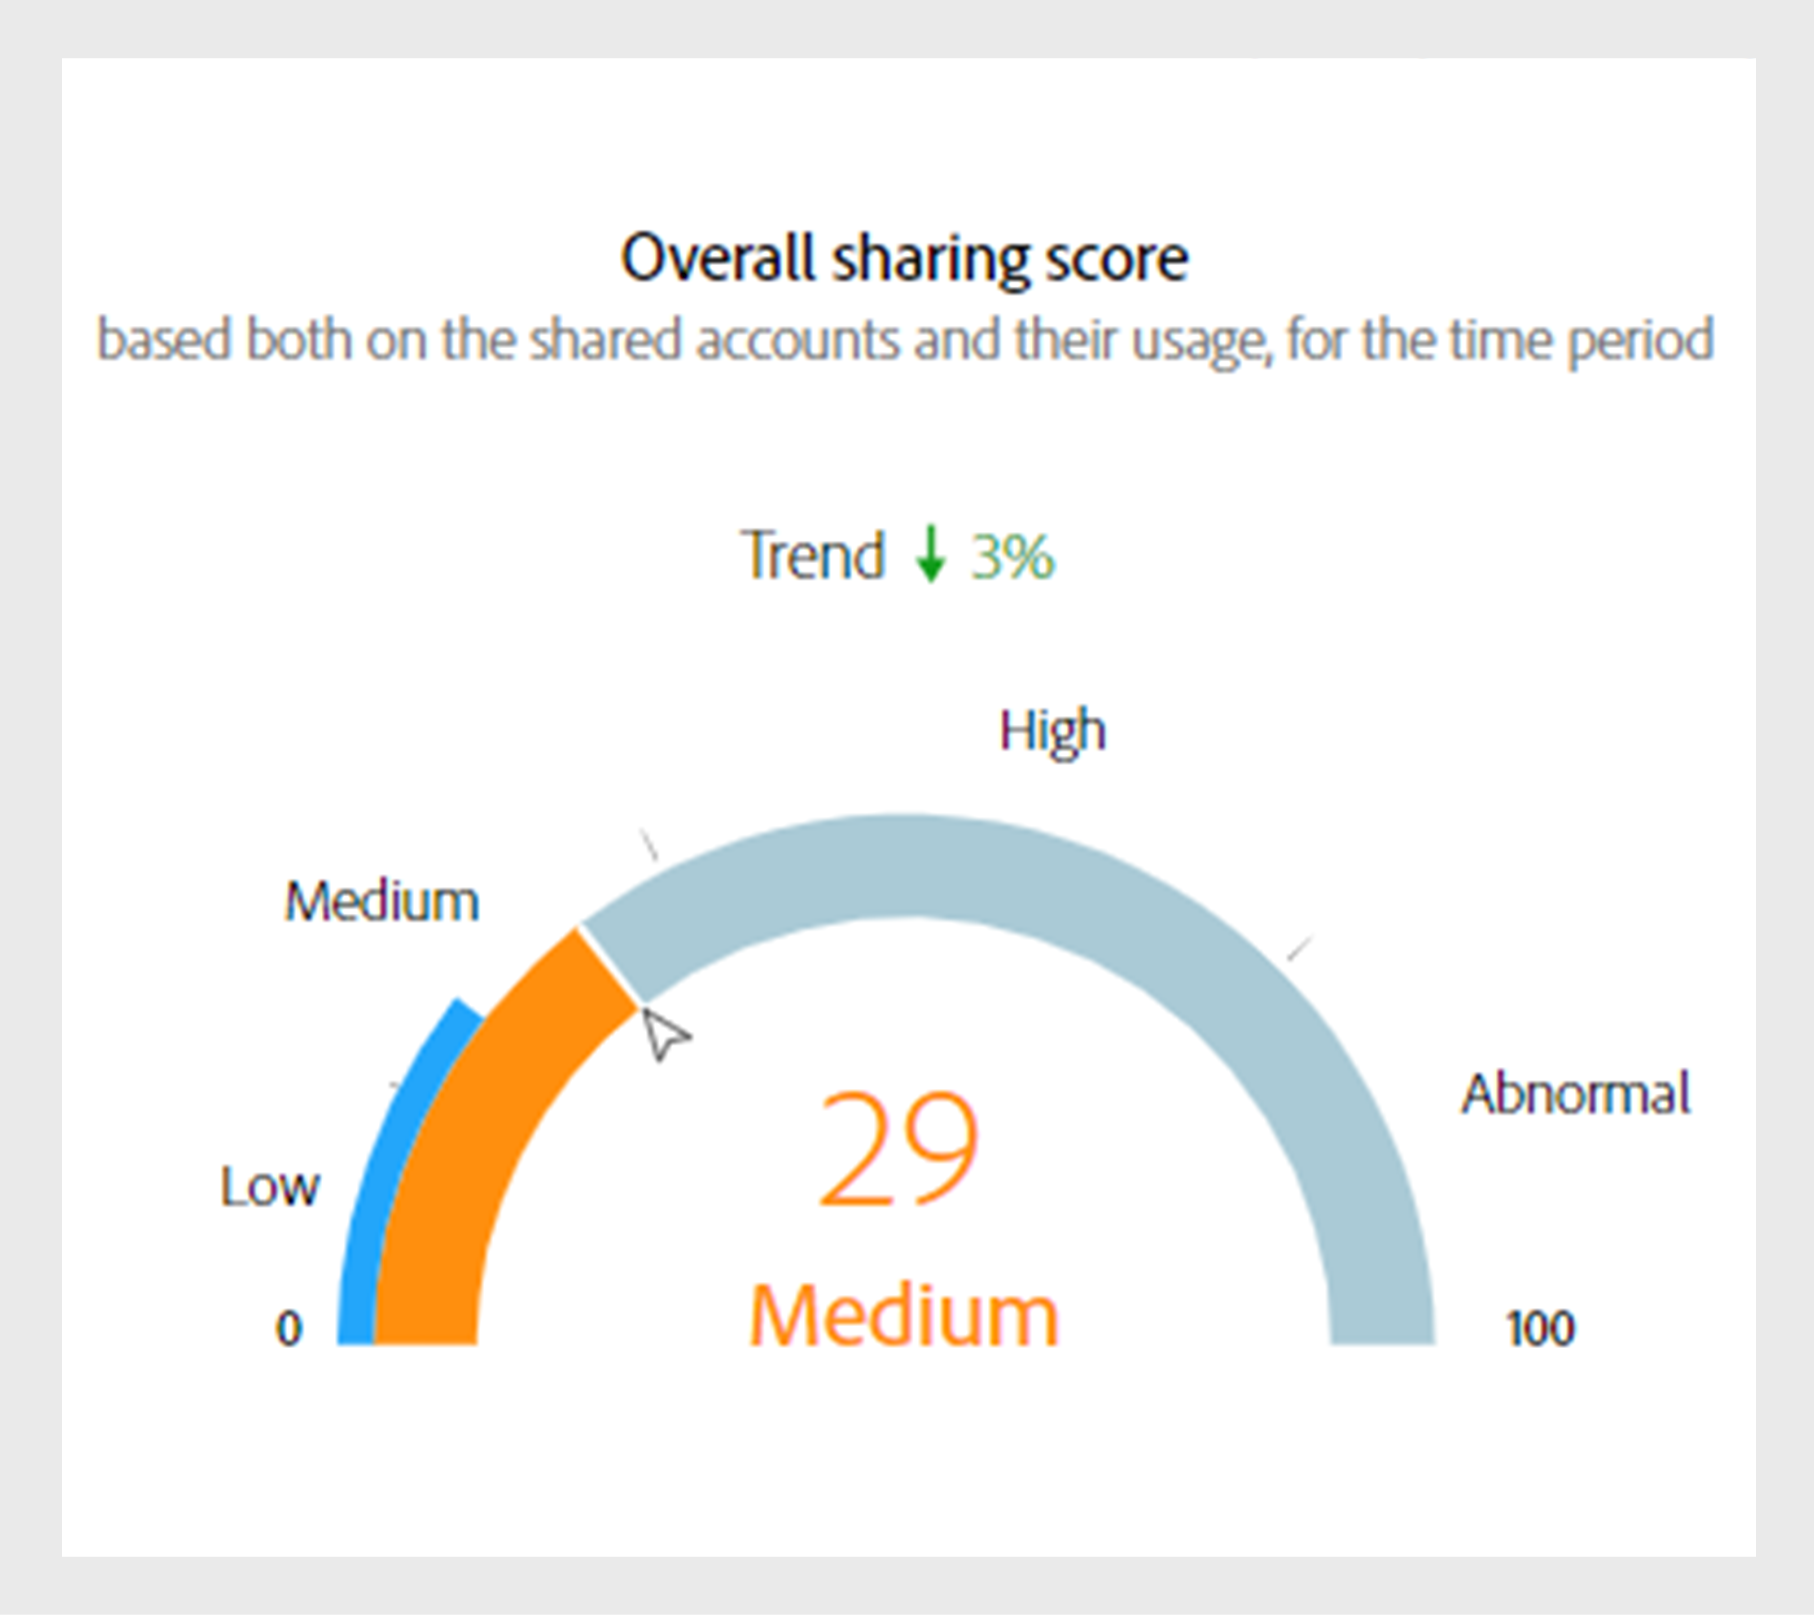 Overall sharing score
based both on the shared accounts and their usage, for the time period
Trend ↓ 3%
High
Medium
Abnormal
Low
29
Medium
0
100